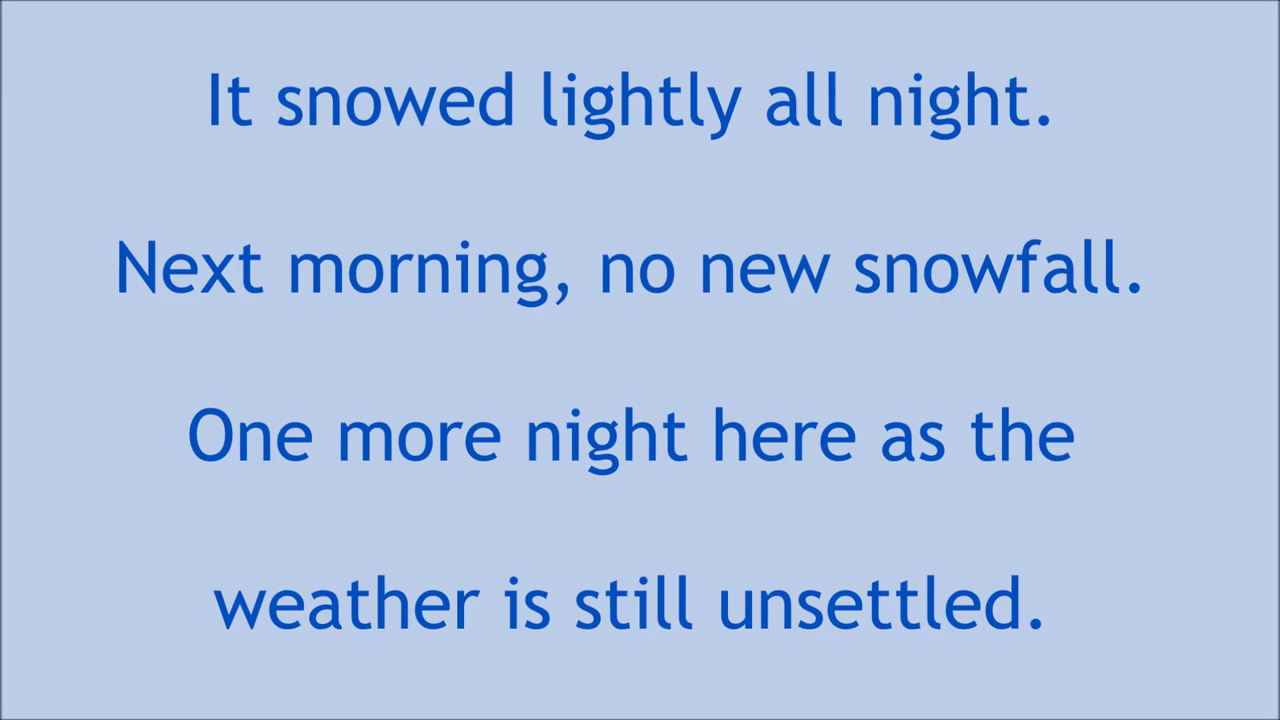 It snowed lightly all night.
Next morning, no new snowfall.
One more night here as the
weather is still unsettled.